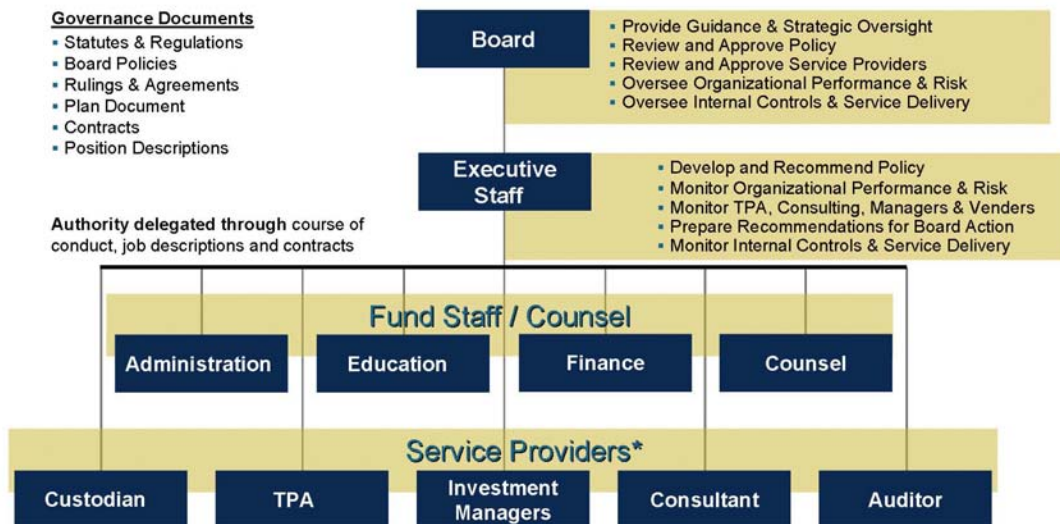 Governance Documents
▪ Statutes & Regulations
▪ Board Policies
▪ Rulings & Agreements
▪ Plan Document
▪ Contracts
▪ Position Descriptions
Board
▪ Provide Guidance & Strategic Oversight
▪ Review and Approve Policy
▪ Review and Approve Service Providers
▪ Oversee Organizational Performance & Risk
▪ Oversee Internal Controls & Service Delivery
Executive
Staff
▪ Develop and Recommend Policy
▪ Monitor Organizational Performance & Risk
▪ Monitor TPA, Consulting, Managers & Venders
▪ Prepare Recommendations for Board Action
▪ Monitor Internal Controls & Service Delivery
Authority delegated through course of
conduct, job descriptions and contracts
Fund Staff / Counsel
Administration
Education
Finance
Counsel
Service Providers*
Custodian
TPA
Investment
Managers
Consultant
Auditor